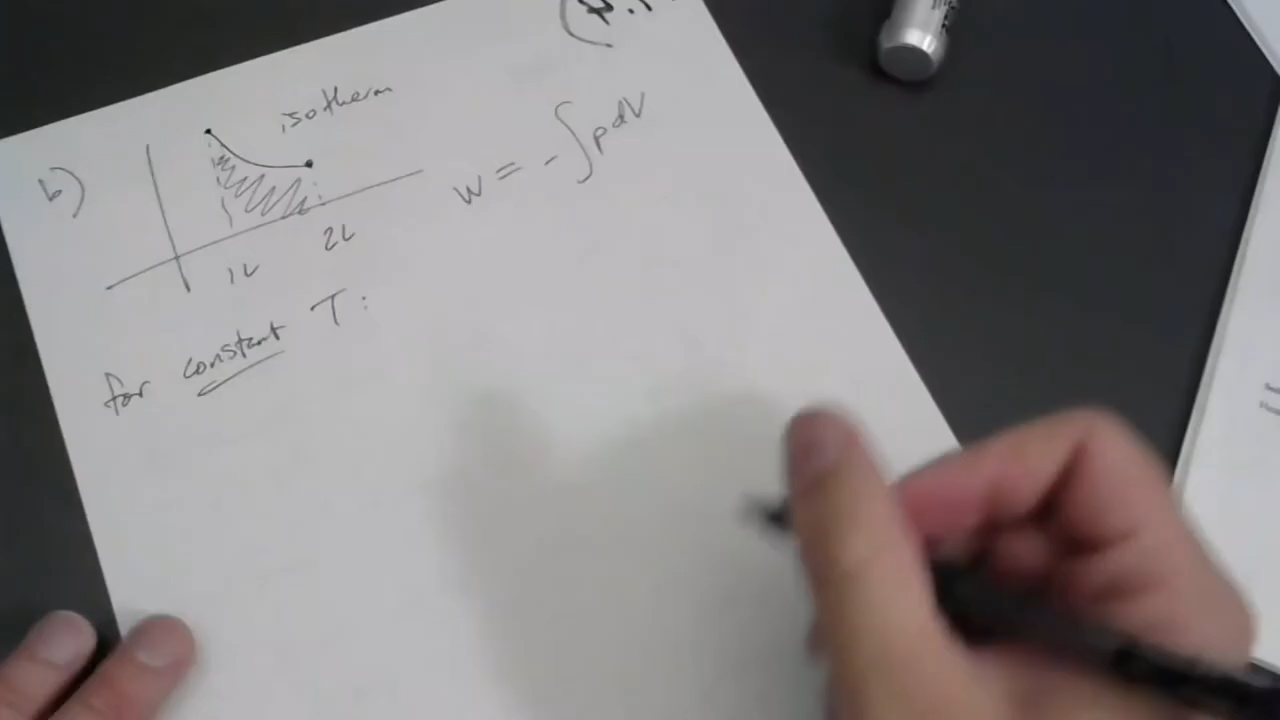 b)
isotherm
w = -∫pdV
1L
2L
for constant T: